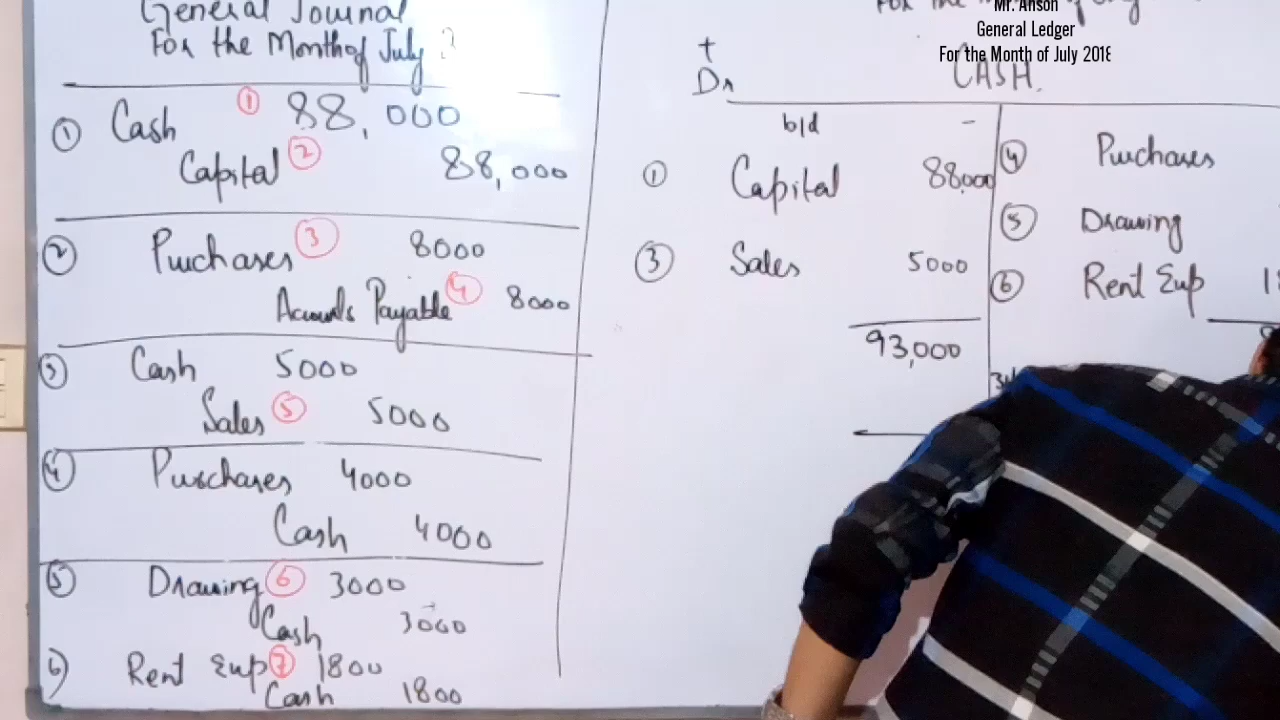 General Journal
For the Month of July
① Cash ① 88,000
Capital ② 88,000
② Purchases ③ 8000
Accounts Payable ④ 8000
③ Cash 5000
Sales ⑤ 5000
④ Purchases 4000
Cash 4000
⑤ Drawing ⑥ 3000
Cash 3000
6) Rent Exp ⑦ 1800
Cash 1800
For the
Mr. Anson
General Ledger
For the Month of July 2018
+
Dr
CASH.
b/d -
① Capital 88,000
③ Sales 5000
93,000
④ Purchases
⑤ Drawing
⑥ Rent Exp